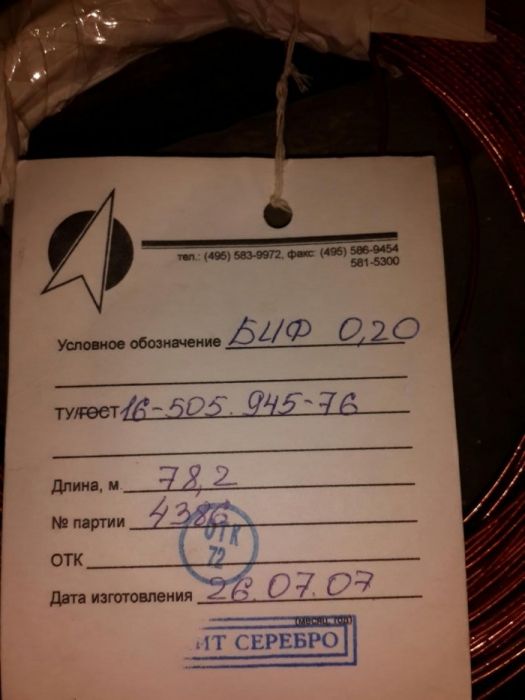 тел.: (495) 583-9972, факс: (495) 586-9454
581-5300
Условное обозначение БИФ 0,20
ТУ/ГОСТ 16-505.945-76
Длина, м. 78,2
№ партии 4386
ОТК
ОТК
72
Дата изготовления 26.07.07
(месяц, год)
ИТ СЕРЕБРО